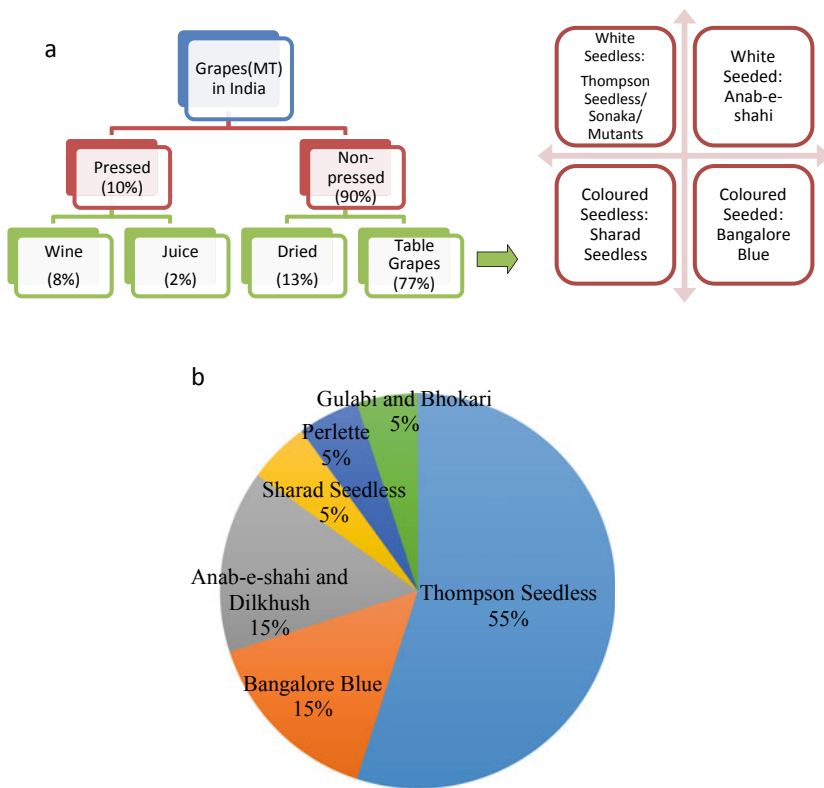 a
Grapes(MT)
in India
Pressed
(10%)
Non-
pressed
(90%)
Wine
(8%)
Juice
(2%)
Dried
(13%)
Table
Grapes
(77%)
White
Seedless:
Thompson
Seedless/
Sonaka/
Mutants
White
Seeded:
Anab-e-
shahi
Coloured
Seedless:
Sharad
Seedless
Coloured
Seeded:
Bangalore
Blue
b
Gulabi and Bhokari
5%
Perlette
5%
Sharad Seedless
5%
Anab-e-shahi and
Dilkhush
15%
Thompson Seedless
55%
Bangalore Blue
15%